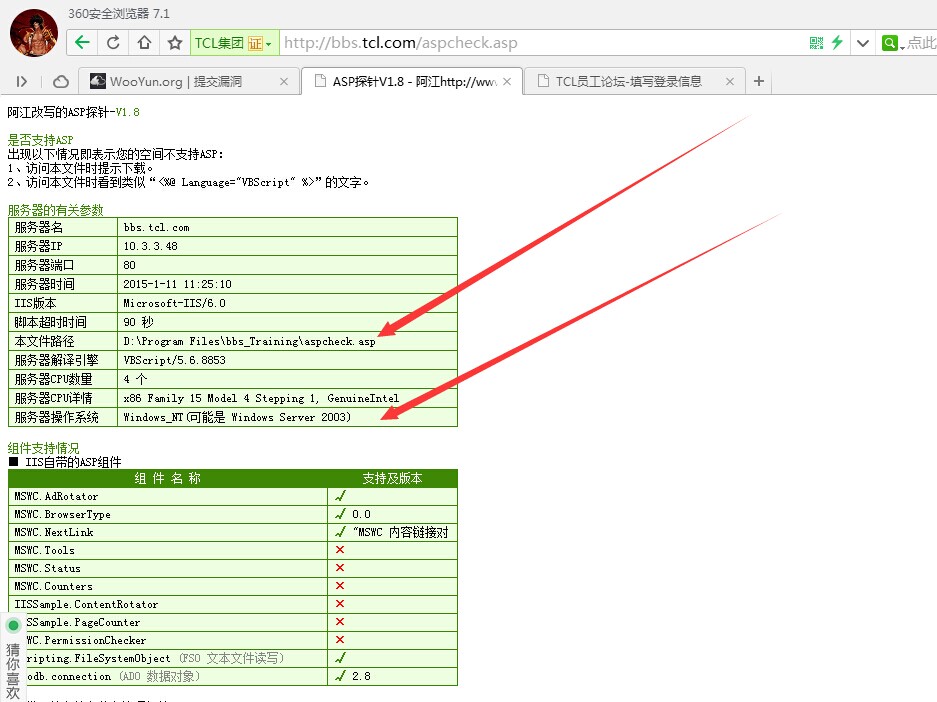 360安全浏览器 7.1
TCL集团 证 http://bbs.tcl.com/aspcheck.asp 点此
WooYun.org | 提交漏洞 ASP探针V1.8 - 阿江http://ww TCL员工论坛-填写登录信息
阿江改写的ASP探针-V1.8
是否支持ASP
出现以下情况即表示您的空间不支持ASP：
1、访问本文件时提示下载。
2、访问本文件时看到类似“<%@ Language="VBScript" %>”的文字。
服务器的有关参数
服务器名 bbs.tcl.com
服务器IP 10.3.3.48
服务器端口 80
服务器时间 2015-1-11 11:25:10
IIS版本 Microsoft-IIS/6.0
脚本超时时间 90 秒
本文件路径 D:\Program Files\bbs_Training\aspcheck.asp
服务器解译引擎 VBScript/5.6.8853
服务器CPU数量 4 个
服务器CPU详情 x86 Family 15 Model 4 Stepping 1, GenuineIntel
服务器操作系统 Windows_NT(可能是 Windows Server 2003)
组件支持情况
■ IIS自带的ASP组件
组 件 名 称 支持及版本
MSWC.AdRotator √
MSWC.BrowserType √ 0.0
MSWC.NextLink √ "MSWC 内容链接对
MSWC.Tools ×
MSWC.Status ×
MSWC.Counters ×
IISSample.ContentRotator ×
SSample.PageCounter ×
WC.PermissionChecker ×
ripting.FileSystemObject (FSO 文本文件读写) √
odb.connection (ADO 数据对象) √ 2.8
猜你喜欢